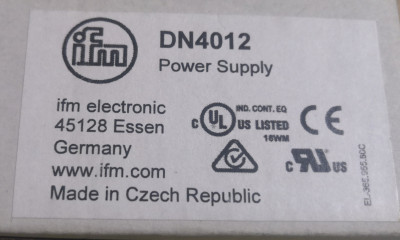 ifm
DN4012
Power Supply
ifm electronic
45128 Essen
Germany
www.ifm.com
Made in Czech Republic
IND. CONT. EQ
C UL US LISTED
16WM
CE
C RU US